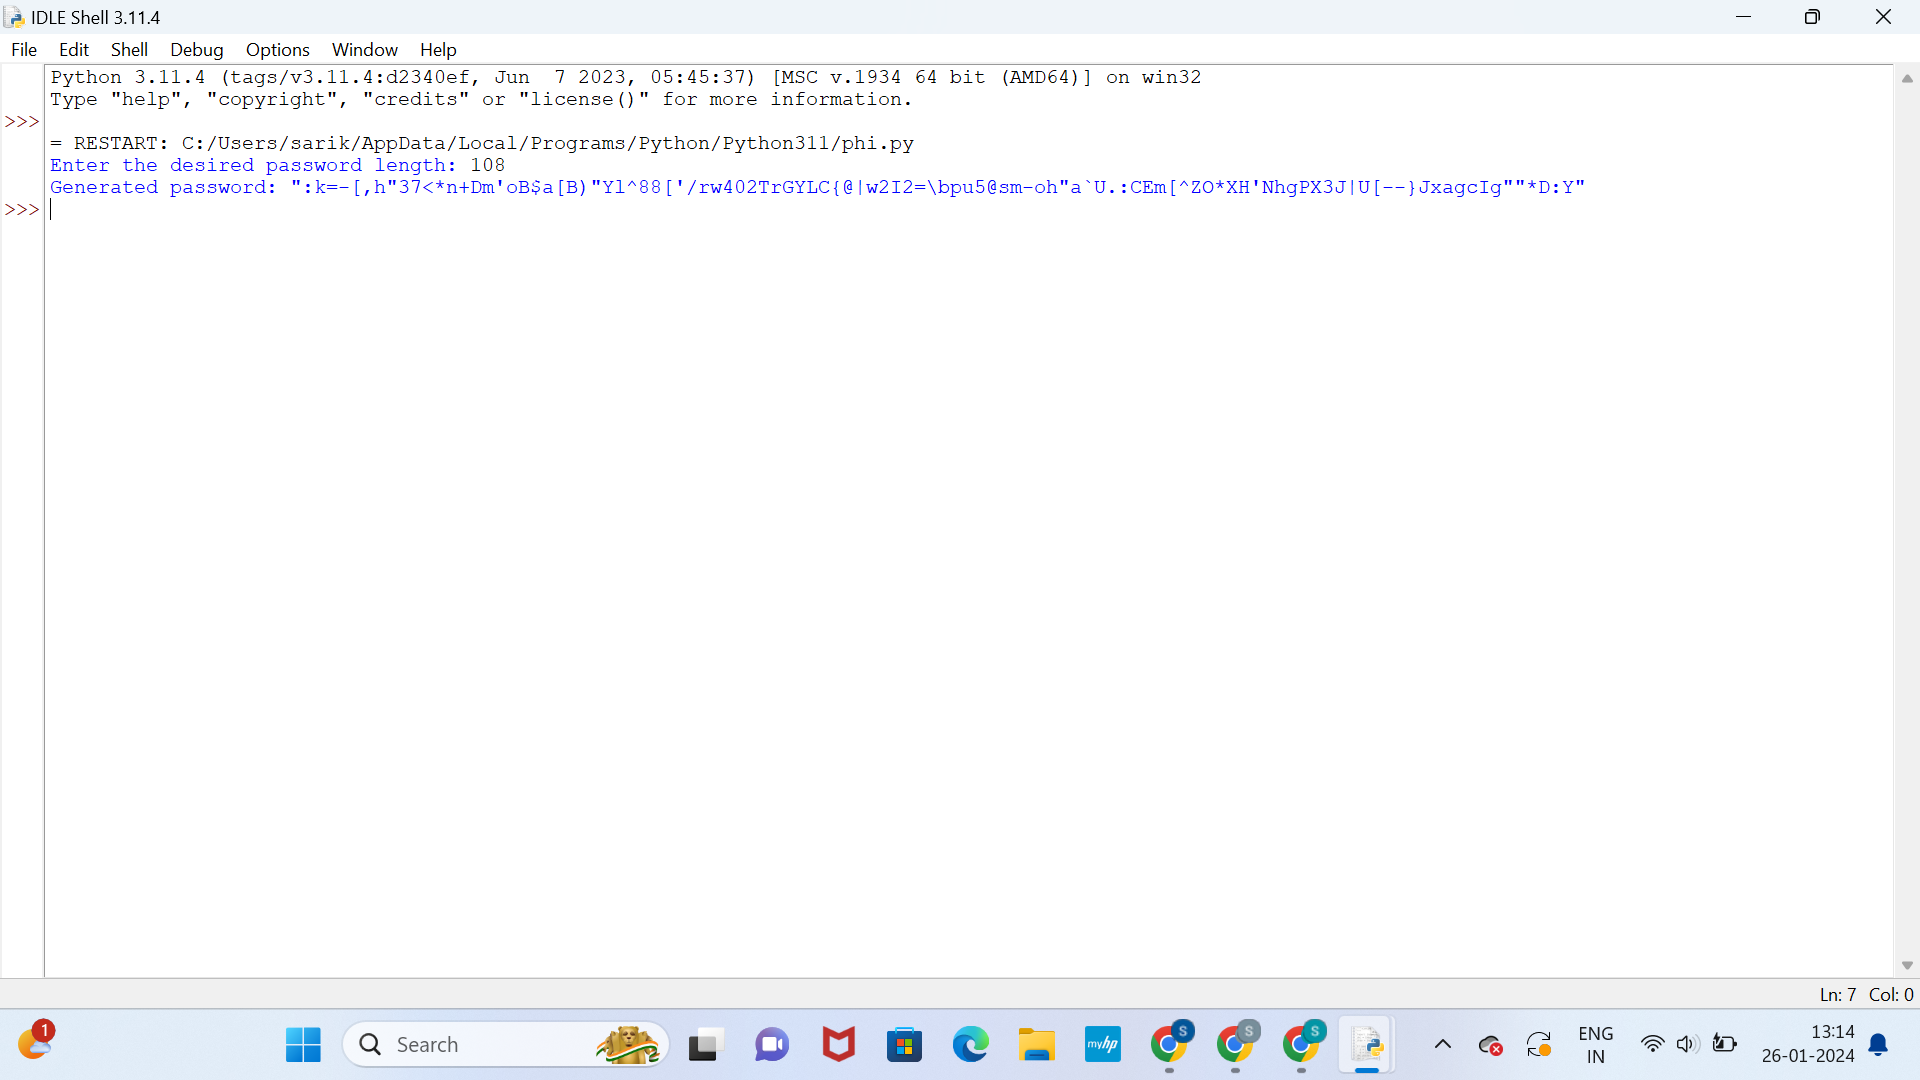 IDLE Shell 3.11.4
File Edit Shell Debug Options Window Help
Python 3.11.4 (tags/v3.11.4:d2340ef, Jun  7 2023, 05:45:37) [MSC v.1934 64 bit (AMD64)] on win32
Type "help", "copyright", "credits" or "license()" for more information.
>>>
= RESTART: C:/Users/sarik/AppData/Local/Programs/Python/Python311/phi.py
Enter the desired password length: 108
Generated password: ":k=-[,h"37<*n+Dm'oB$a[B)"Yl^88['/rw402TrGYLC{@|w2I2=\bpu5@sm-oh"a`U.:CEm[^ZO*XH'NhgPX3J|U[--}JxagcIg""*D:Y"
>>>
Ln: 7 Col: 0
1
Search
myhp
S
S
S
ENG
IN
13:14
26-01-2024